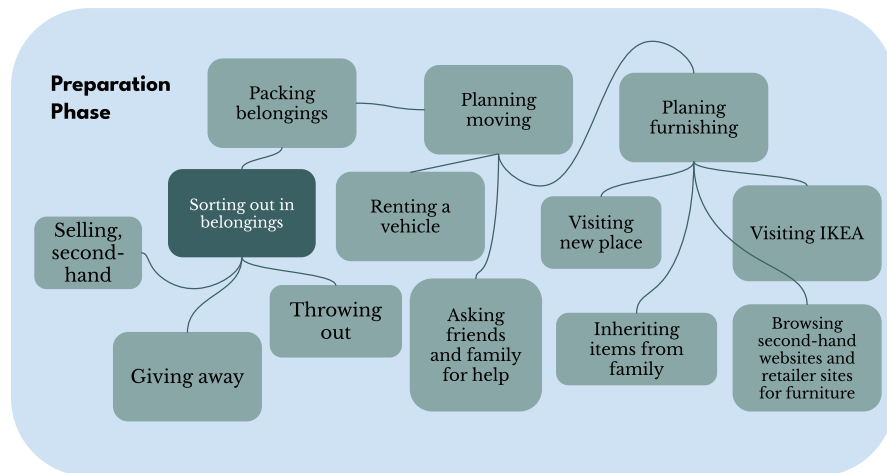 Preparation
Phase
Packing
belongings
Planning
moving
Planing
furnishing
Sorting out in
belongings
Renting a
vehicle
Visiting
new place
Visiting IKEA
Selling,
second-
hand
Throwing
out
Giving away
Asking
friends
and family
for help
Inheriting
items from
family
Browsing
second-hand
websites and
retailer sites
for furniture